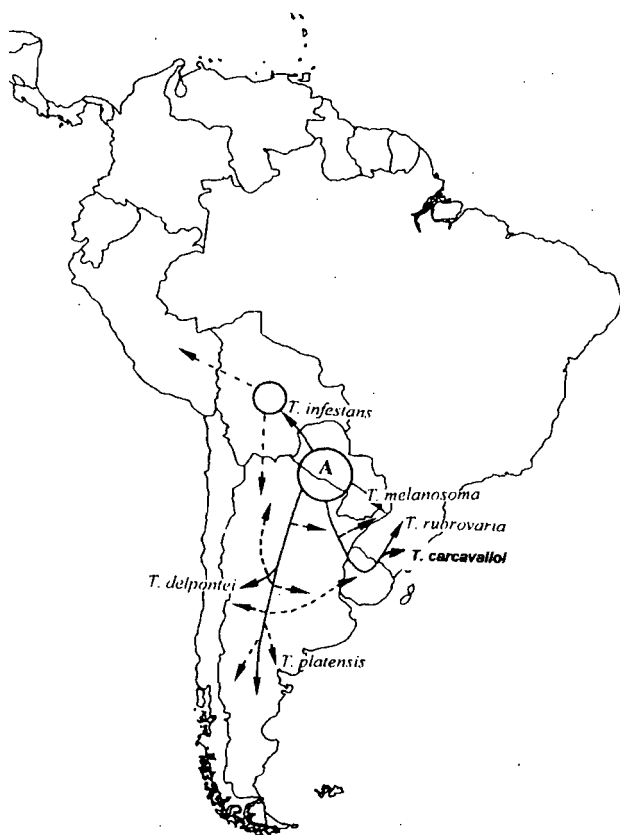 T. infestans
A
T. melanosoma
T. rubrovaria
T. carcavalloi
T. delpontei
T. platensis